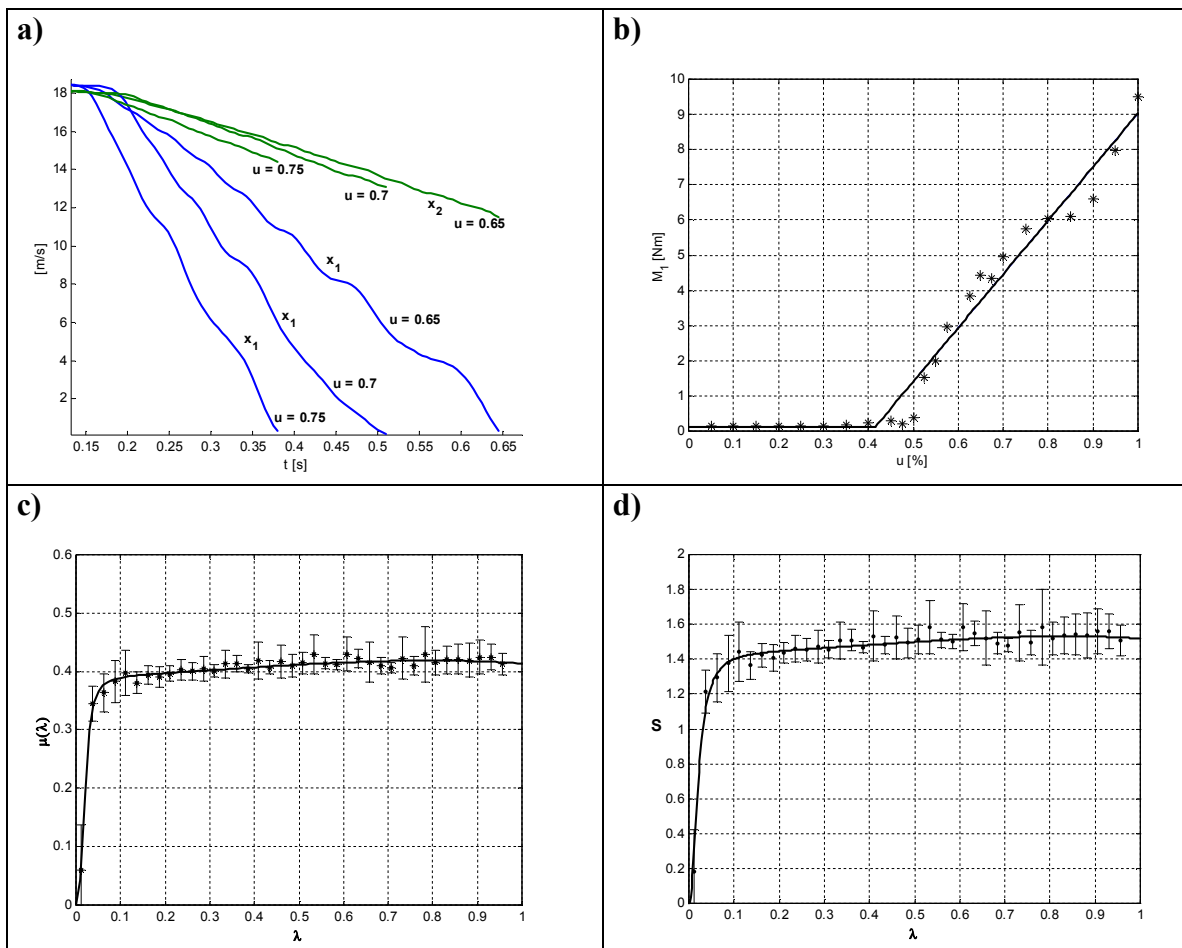 a)
18
16
14
12
10
8
6
4
2
[m/s]
u = 0.75
u = 0.7
x2
u = 0.65
x1
u = 0.65
x1
x1
u = 0.7
u = 0.75
0.15 0.2 0.25 0.3 0.35 0.4 0.45 0.5 0.55 0.6 0.65
t [s]
b)
10
9
8
7
6
5
4
3
2
1
0
M1 [Nm]
0 0.1 0.2 0.3 0.4 0.5 0.6 0.7 0.8 0.9 1
u [%]
c)
0.6
0.5
0.4
0.3
0.2
0.1
0
μ(λ)
0 0.1 0.2 0.3 0.4 0.5 0.6 0.7 0.8 0.9 1
λ
d)
2
1.8
1.6
1.4
1.2
1
0.8
0.6
0.4
0.2
0
S
0 0.1 0.2 0.3 0.4 0.5 0.6 0.7 0.8 0.9 1
λ